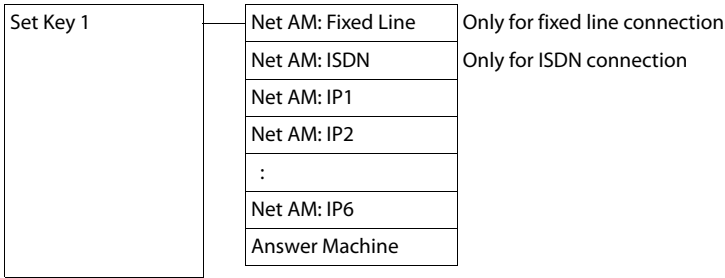 Set Key 1
Net AM: Fixed Line Only for fixed line connection
Net AM: ISDN Only for ISDN connection
Net AM: IP1
Net AM: IP2
:
Net AM: IP6
Answer Machine